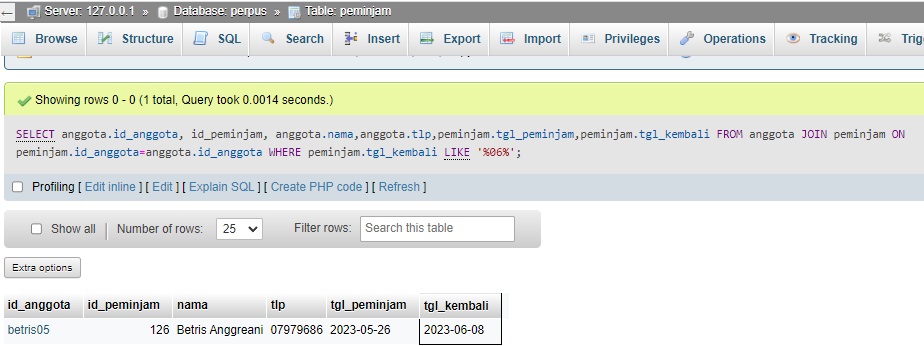 Server: 127.0.0.1 » Database: perpus » Table: peminjam
Browse Structure SQL Search Insert Export Import Privileges Operations Tracking Trig
Showing rows 0 - 0 (1 total, Query took 0.0014 seconds.)
SELECT anggota.id_anggota, id_peminjam, anggota.nama,anggota.tlp,peminjam.tgl_peminjam,peminjam.tgl_kembali FROM anggota JOIN peminjam ON
peminjam.id_anggota=anggota.id_anggota WHERE peminjam.tgl_kembali LIKE '%06%';
Profiling [ Edit inline ] [ Edit ] [ Explain SQL ] [ Create PHP code ] [ Refresh ]
Show all Number of rows: 25 Filter rows: Search this table
Extra options
id_anggota id_peminjam nama tlp tgl_peminjam tgl_kembali
betris05 126 Betris Anggreani 07979686 2023-05-26 2023-06-08